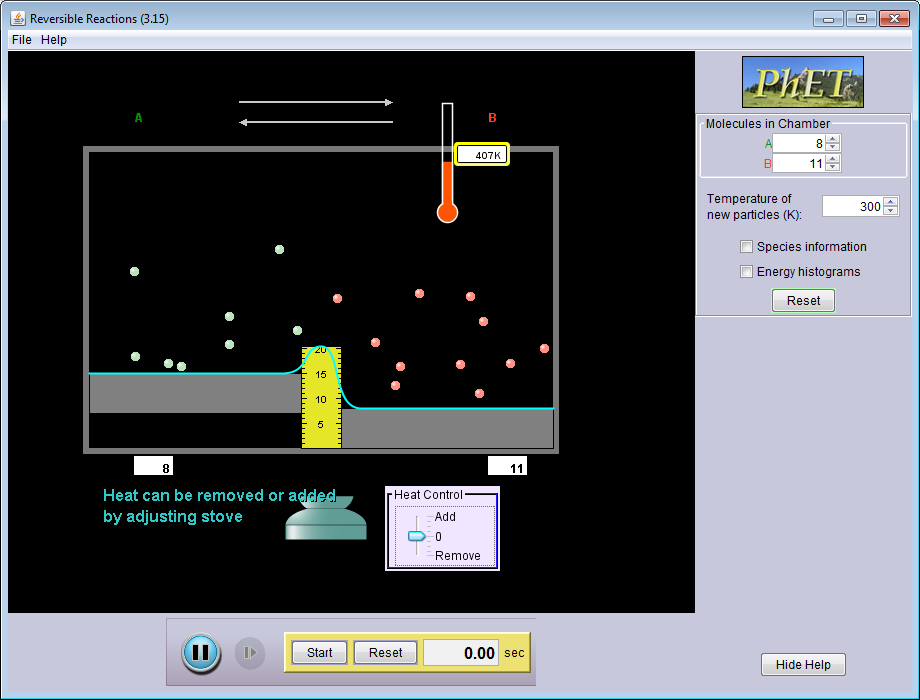 Reversible Reactions (3.15)
File Help
PhET
A
B
407K
20
15
10
5
8
11
Heat can be removed or added
by adjusting stove
Heat Control
Add
0
Remove
Molecules in Chamber
A 8
B 11
Temperature of
new particles (K): 300
Species information
Energy histograms
Reset
Start Reset 0.00 sec
Hide Help